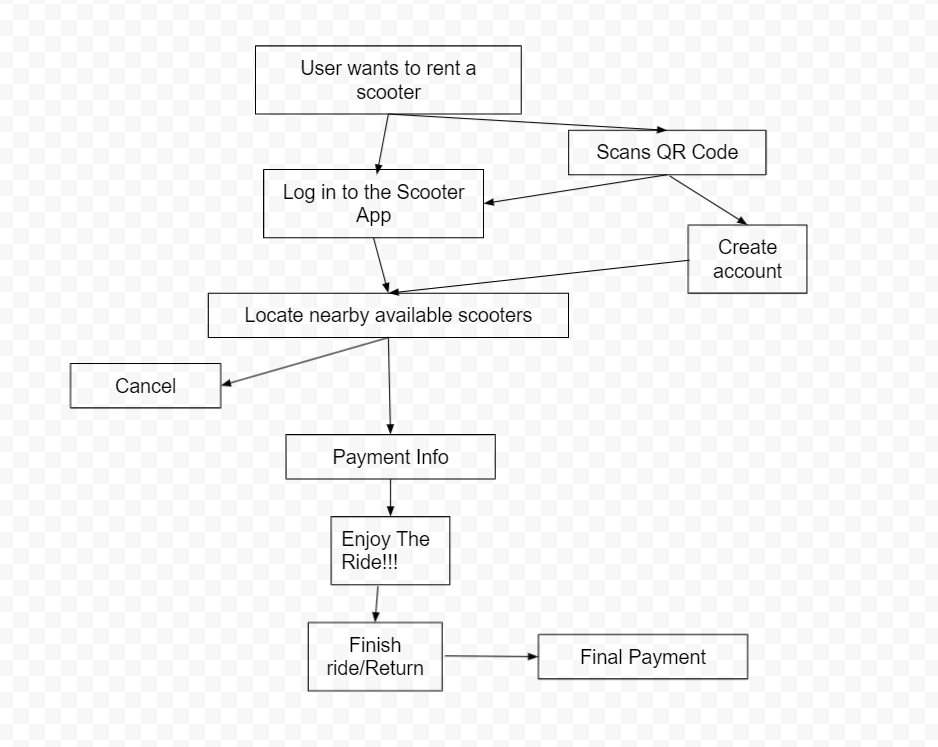 User wants to rent a
scooter
Scans QR Code
Log in to the Scooter
App
Create
account
Locate nearby available scooters
Cancel
Payment Info
Enjoy The
Ride!!!
Finish
ride/Return
Final Payment